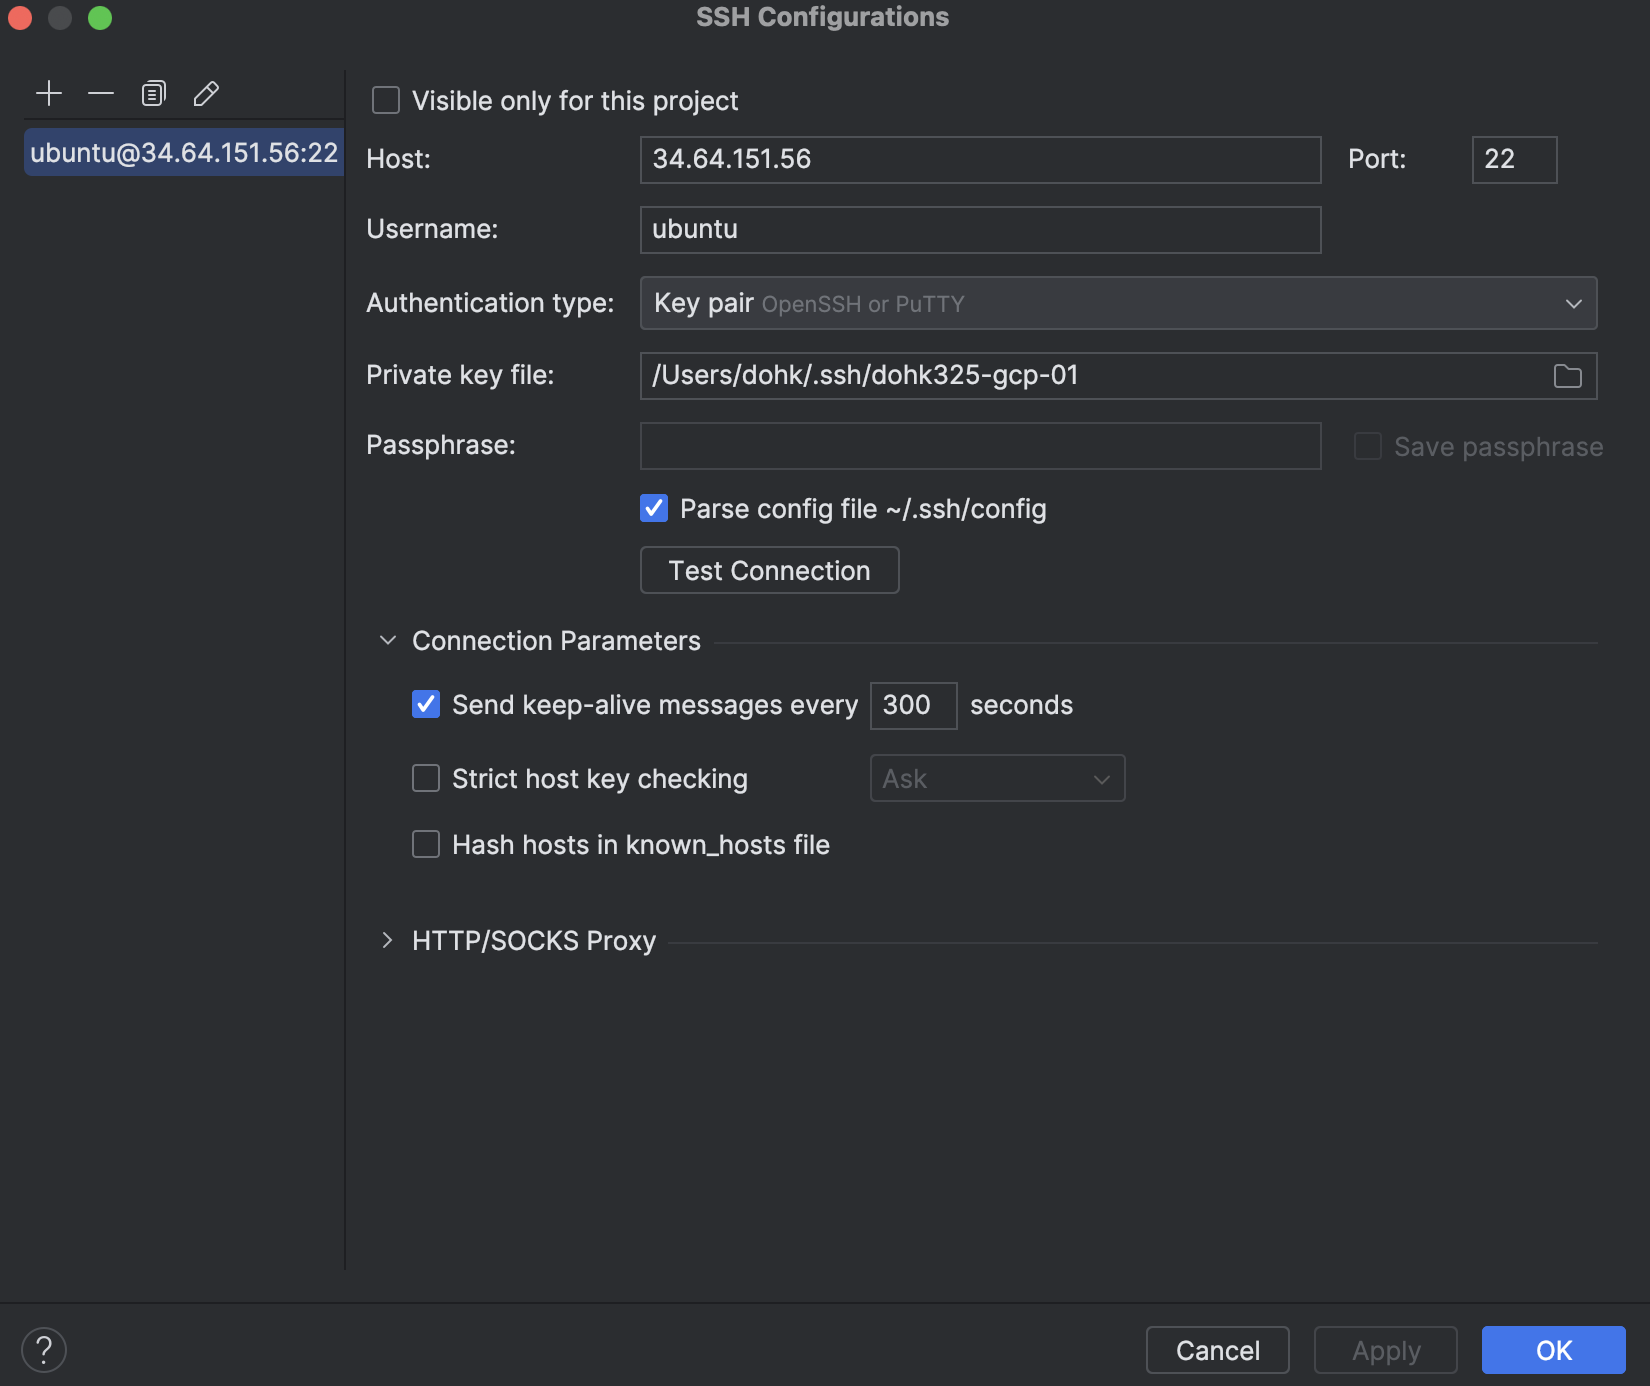 SSH Configurations
ubuntu@34.64.151.56:22
Visible only for this project
Host: 34.64.151.56 Port: 22
Username: ubuntu
Authentication type: Key pair OpenSSH or PuTTY
Private key file: /Users/dohk/.ssh/dohk325-gcp-01
Passphrase: Save passphrase
Parse config file ~/.ssh/config
Test Connection
Connection Parameters
Send keep-alive messages every 300 seconds
Strict host key checking Ask
Hash hosts in known_hosts file
HTTP/SOCKS Proxy
? Cancel Apply OK